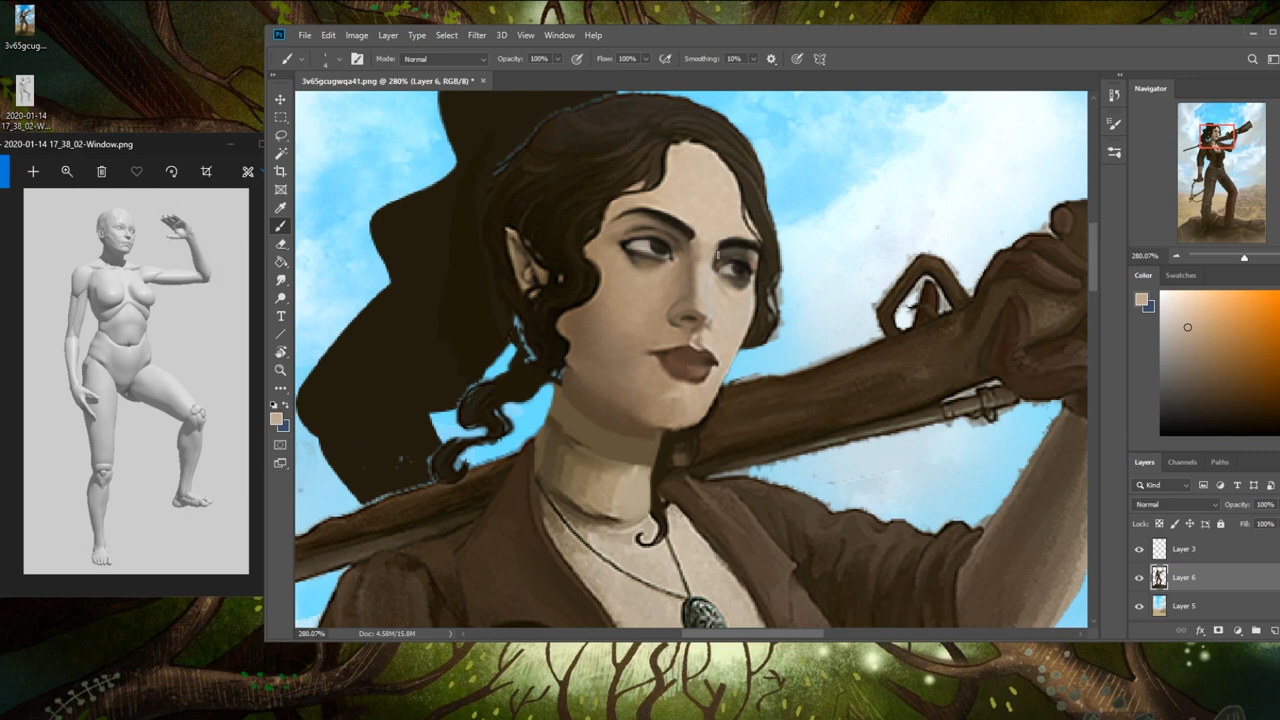 3v65gcug...
2020-01-14
17_38_02-W...
- 2020-01-14 17_38_02-Window.png
Ps File Edit Image Layer Type Select Filter 3D View Window Help
4 Mode: Normal Opacity: 100% Flow: 100% Smoothing: 10%
3v65gcugwqa41.png @ 280% (Layer 6, RGB/8) * ×
Navigator
280.07%
Color Swatches
Layers Channels Paths
Kind
Normal Opacity: 100%
Lock: Fill: 100%
Layer 3
Layer 6
Layer 5
fx
280.07% Doc: 4.58M/15.8M